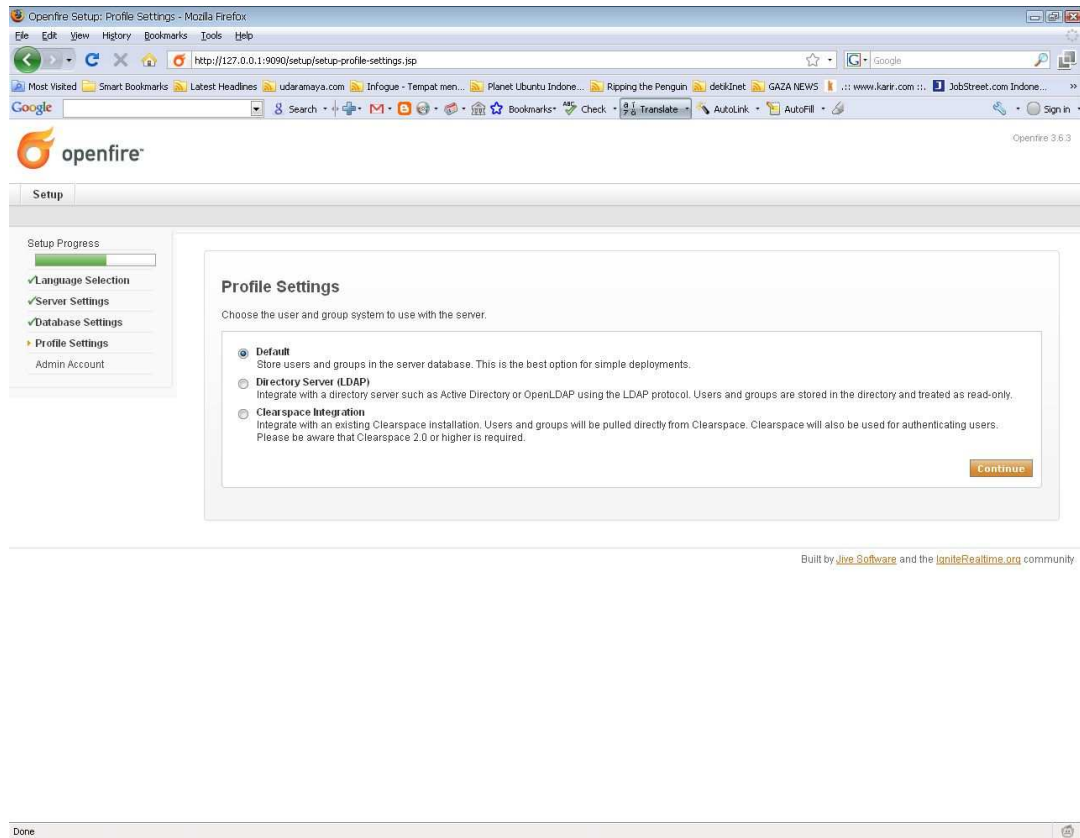 Openfire Setup: Profile Settings - Mozilla Firefox
File Edit View History Bookmarks Tools Help
http://127.0.0.1:9090/setup/setup-profile-settings.jsp
Google
Most Visited Smart Bookmarks Latest Headlines udaramaya.com Infogue - Tempat men... Planet Ubuntu Indone... Ripping the Penguin detikInet GAZA NEWS .:: www.karir.com ::. JobStreet.com Indone... »
Google Search Bookmarks Check Translate AutoLink AutoFill Sign in
openfire™
Openfire 3.6.3
Setup
Setup Progress
Language Selection
Server Settings
Database Settings
Profile Settings
Admin Account
Profile Settings
Choose the user and group system to use with the server.
Default
Store users and groups in the server database. This is the best option for simple deployments.
Directory Server (LDAP)
Integrate with a directory server such as Active Directory or OpenLDAP using the LDAP protocol. Users and groups are stored in the directory and treated as read-only.
Clearspace Integration
Integrate with an existing Clearspace installation. Users and groups will be pulled directly from Clearspace. Clearspace will also be used for authenticating users.
Please be aware that Clearspace 2.0 or higher is required.
Continue
Built by Jive Software and the IgniteRealtime.org community
Done